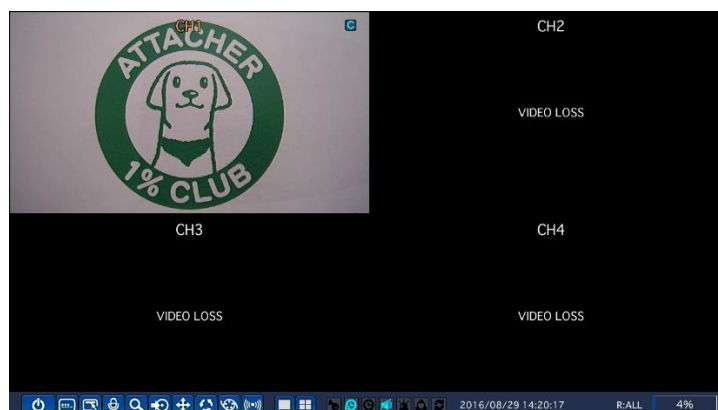 CH1
C
ATTACHER
1% CLUB
CH2
VIDEO LOSS
CH3
VIDEO LOSS
CH4
VIDEO LOSS
2016/08/29 14:20:17
R:ALL
4%